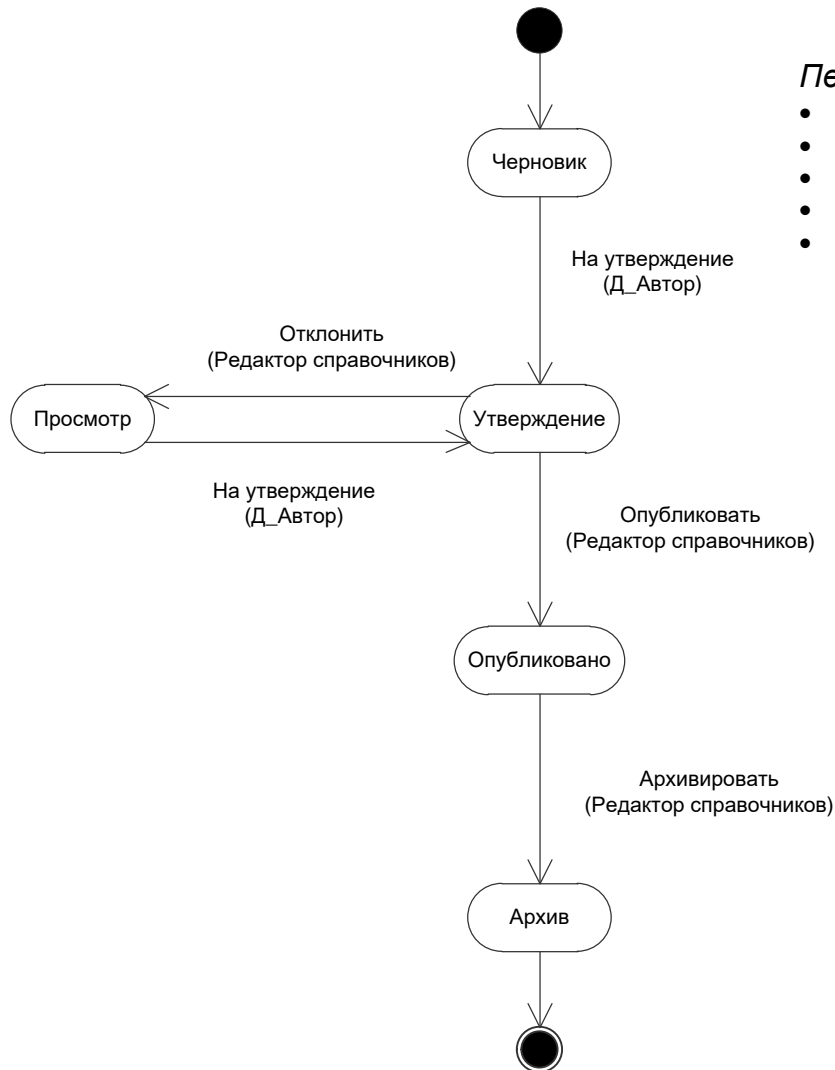 Пе
Черновик
На утверждение
(Д_Автор)
Отклонить
(Редактор справочников)
Просмотр
Утверждение
На утверждение
(Д_Автор)
Опубликовать
(Редактор справочников)
Опубликовано
Архивировать
(Редактор справочников)
Архив